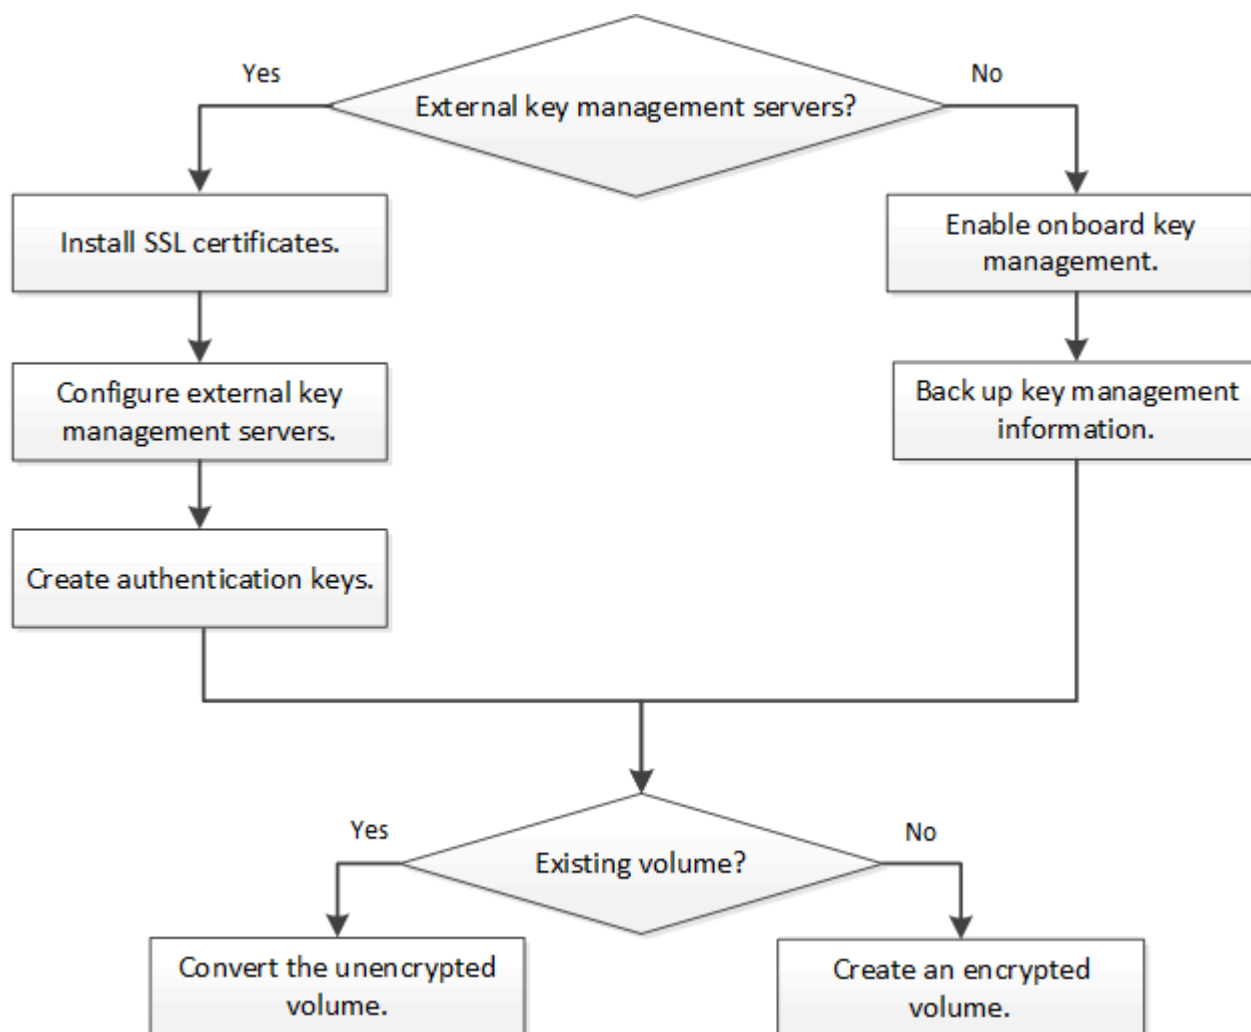 Yes
No
External key management servers?
Install SSL certificates.
Enable onboard key
management.
Configure external key
management servers.
Back up key management
information.
Create authentication keys.
Yes
No
Existing volume?
Convert the unencrypted
volume.
Create an encrypted
volume.